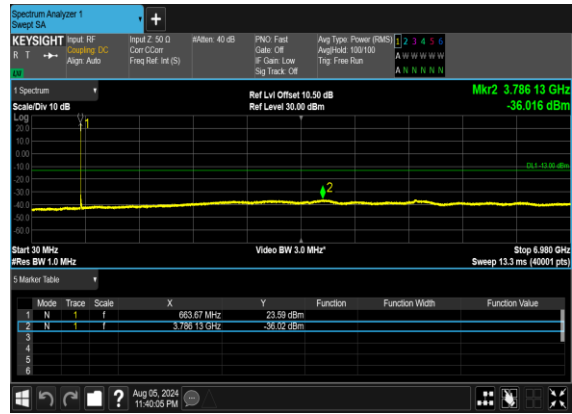 Spectrum Analyzer 1
Swept SA
KEYSIGHT Input: RF Input Z: 50 Ω #Atten: 40 dB PNO: Fast Avg Type: Power (RMS) 1 2 3 4 5 6
R T Coupling: DC Corr CCorr Gate: Off Avg|Hold: 100/100 A W W W W W
Align: Auto Freq Ref: Int (S) IF Gain: Low Trig: Free Run
Sig Track: Off A N N N N N
1 Spectrum Ref Lvl Offset 10.50 dB Mkr2 3.786 13 GHz
Scale/Div 10 dB Ref Level 30.00 dBm -36.016 dBm
Log
1
20.0
10.0
0.00
-10.0
DL1 -13.00 dBm
-20.0
-30.0
2
-40.0
-50.0
-60.0
Start 30 MHz Video BW 3.0 MHz* Stop 6.980 GHz
#Res BW 1.0 MHz Sweep 13.3 ms (40001 pts)
5 Marker Table
Mode Trace Scale X Y Function Function Width Function Value
1 N 1 f 663.67 MHz 23.59 dBm
2 N 1 f 3.786 13 GHz -36.02 dBm
3
4
5
6
? Aug 05, 2024
11:40:05 PM